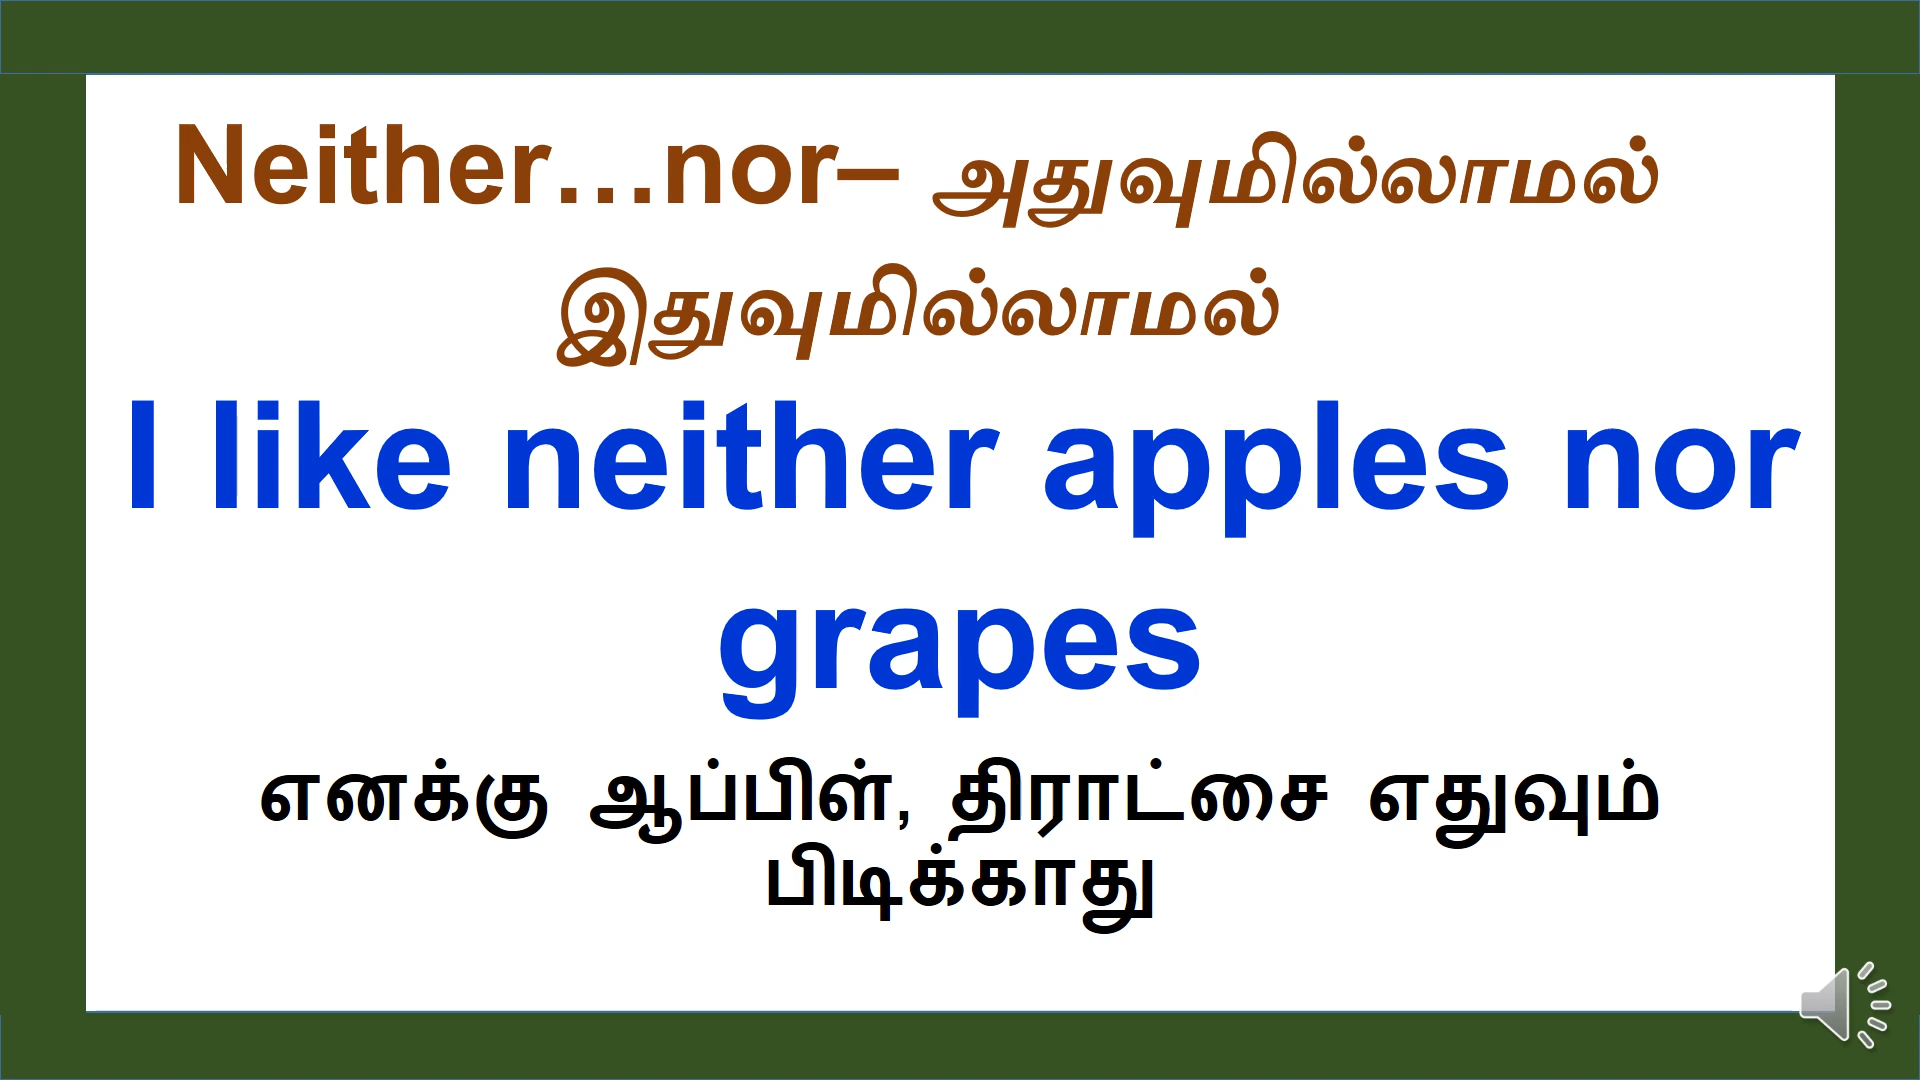 Neither…nor– அதுவுமில்லாமல்
இதுவுமில்லாமல்
I like neither apples nor
grapes
எனக்கு ஆப்பிள், திராட்சை எதுவும்
பிடிக்காது